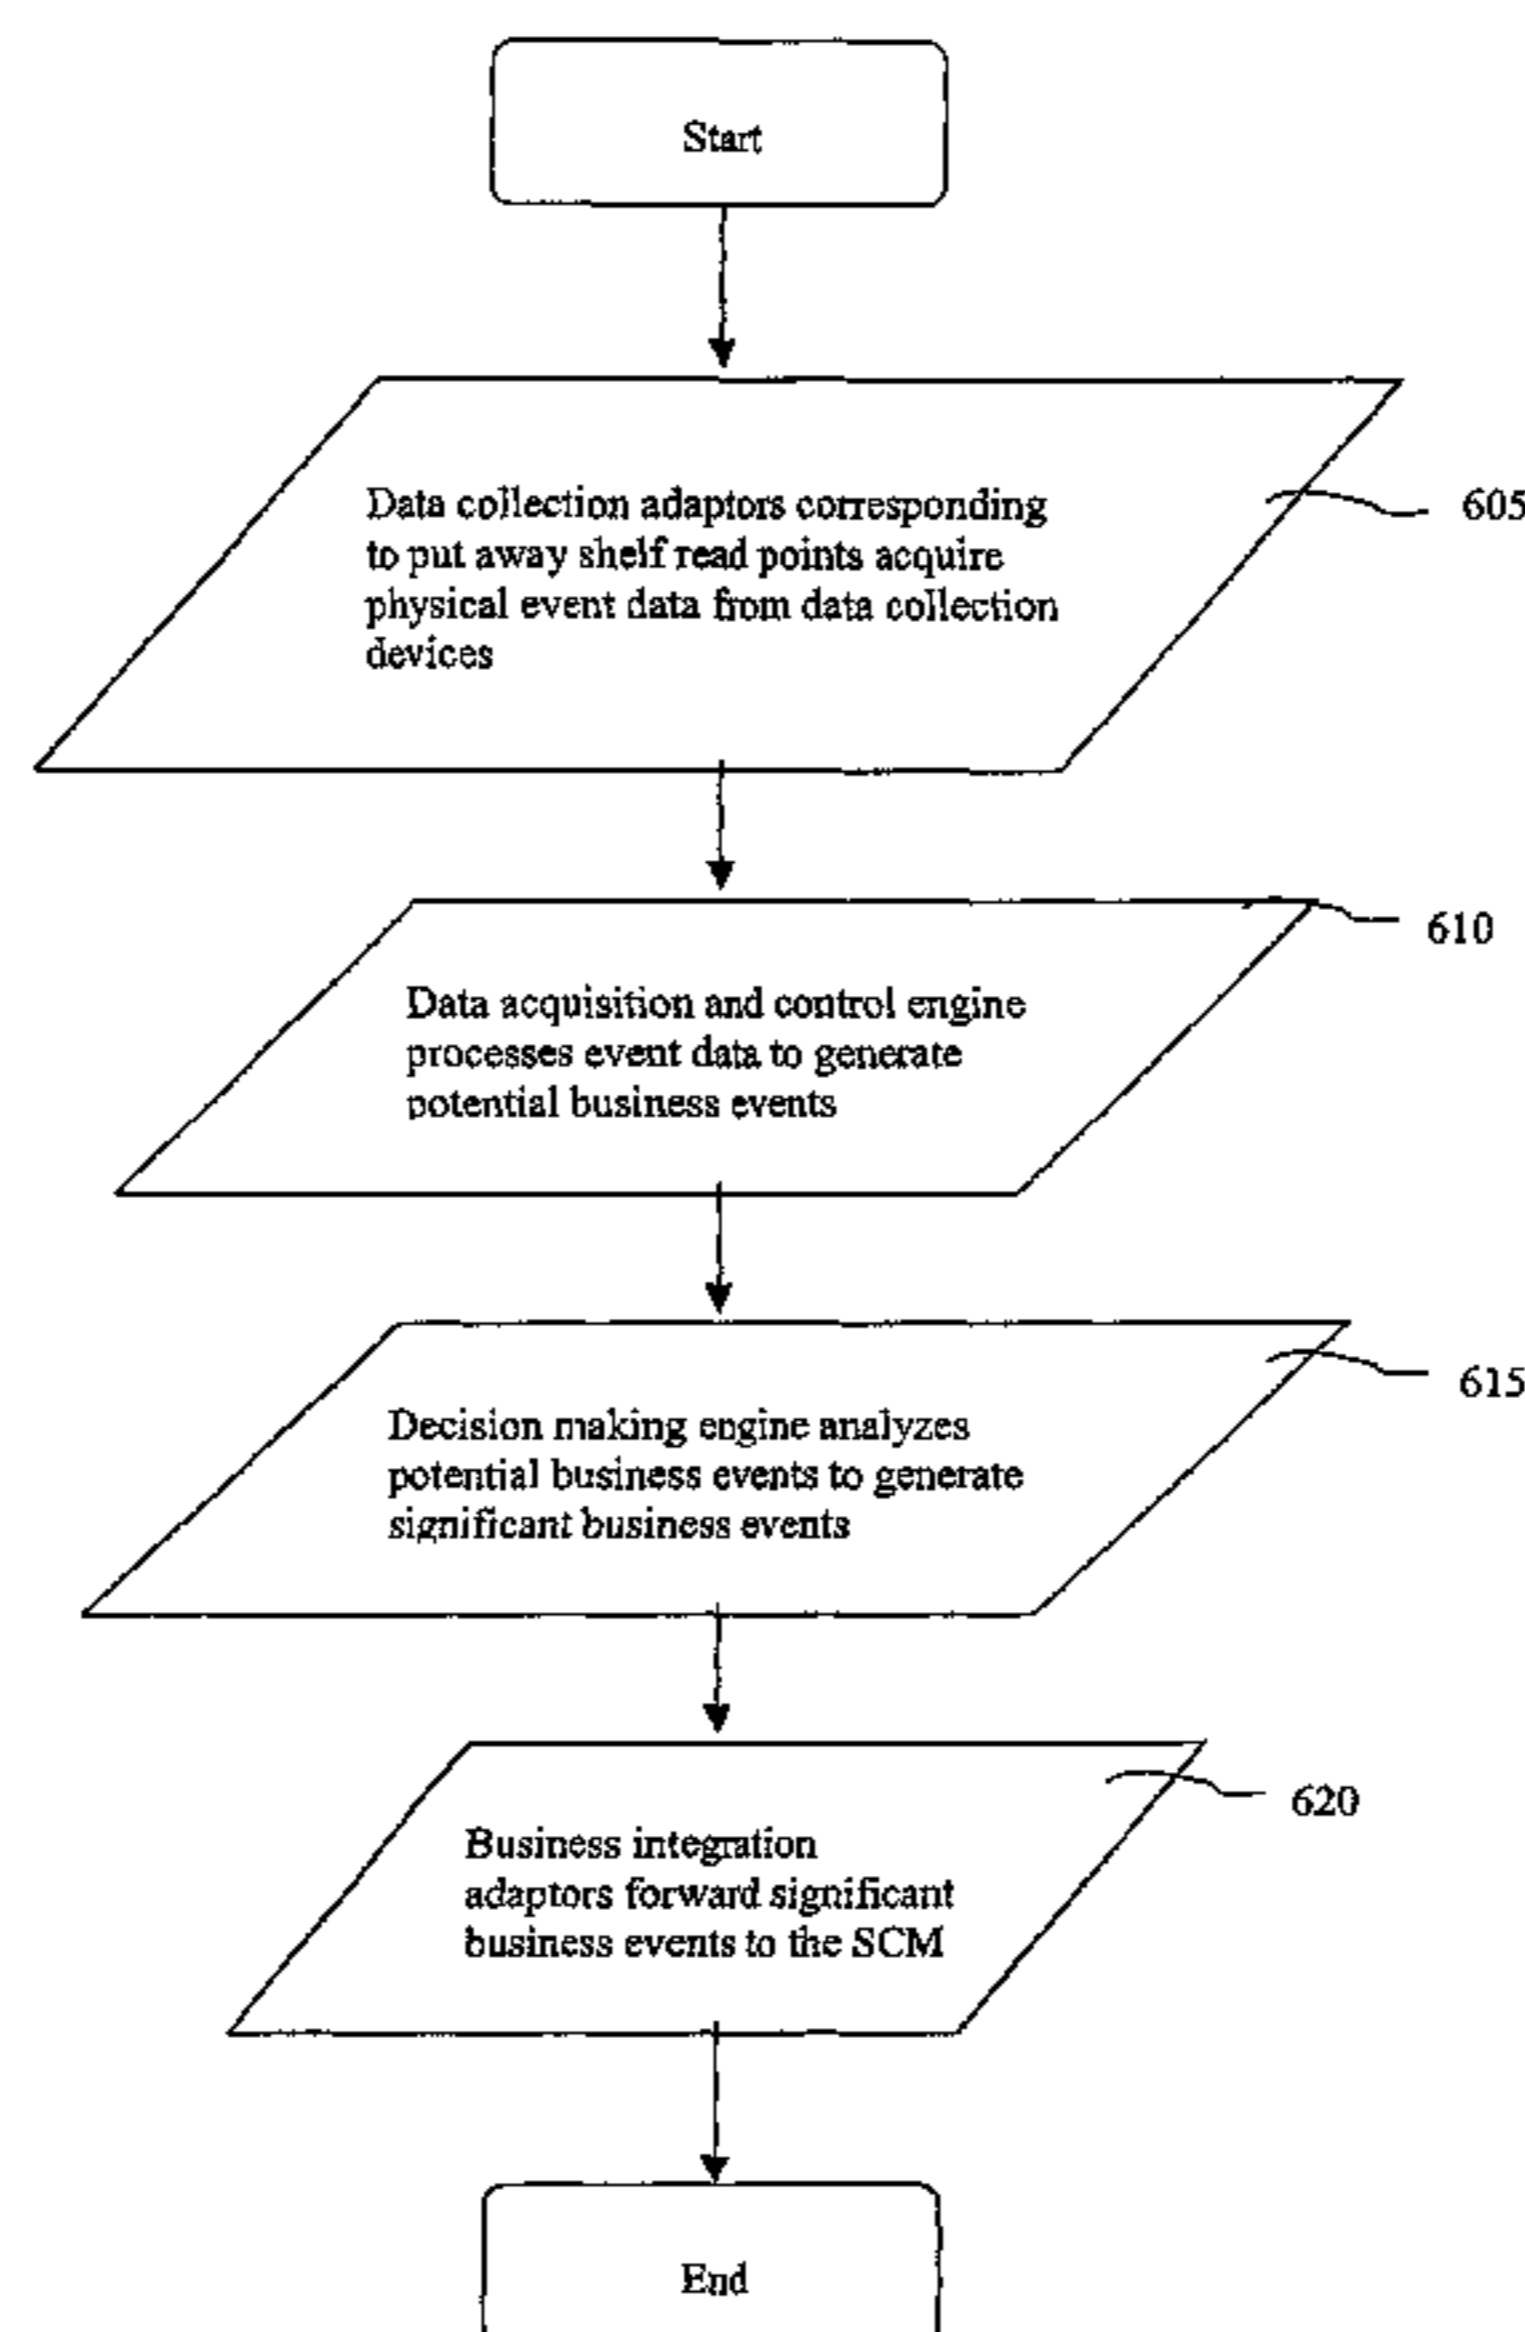 Start
Data collection adaptors corresponding
to put away shelf read points acquire
physical event data from data collection
devices
605
610
Data acquisition and control engine
processes event data to generate
potential business events
615
Decision making engine analyzes
potential business events to generate
significant business events
620
Business integration
adaptors forward significant
business events to the SCM
End